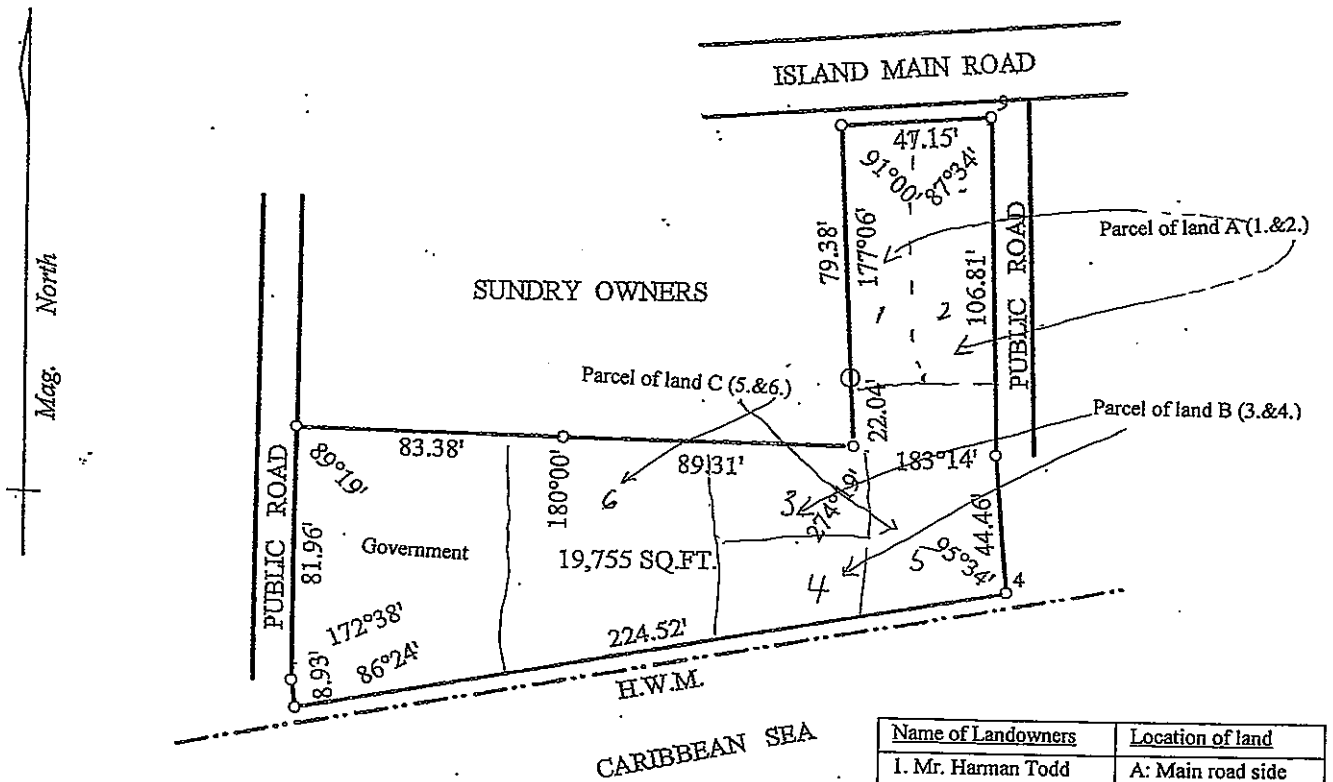 ISLAND MAIN ROAD
47.15'
91°00'
87°34'
79.38'
177°06'
1
2
106.81'
PUBLIC ROAD
Parcel of land A (1.&2.)
Mag. North
SUNDRY OWNERS
Parcel of land C (5.&6.)
22.04'
Parcel of land B (3.&4.)
83.38'
89.31'
183°14'
89°19'
180°00'
6
3
274°19'
44.46'
PUBLIC ROAD
81.96'
Government
19,755 SQ.FT.
4
5
95°34'
4
172°38'
86°24'
8.93'
224.52'
H.W.M.
CARIBBEAN SEA
Name of Landowners
Location of land
1. Mr. Harman Todd
A: Main road side